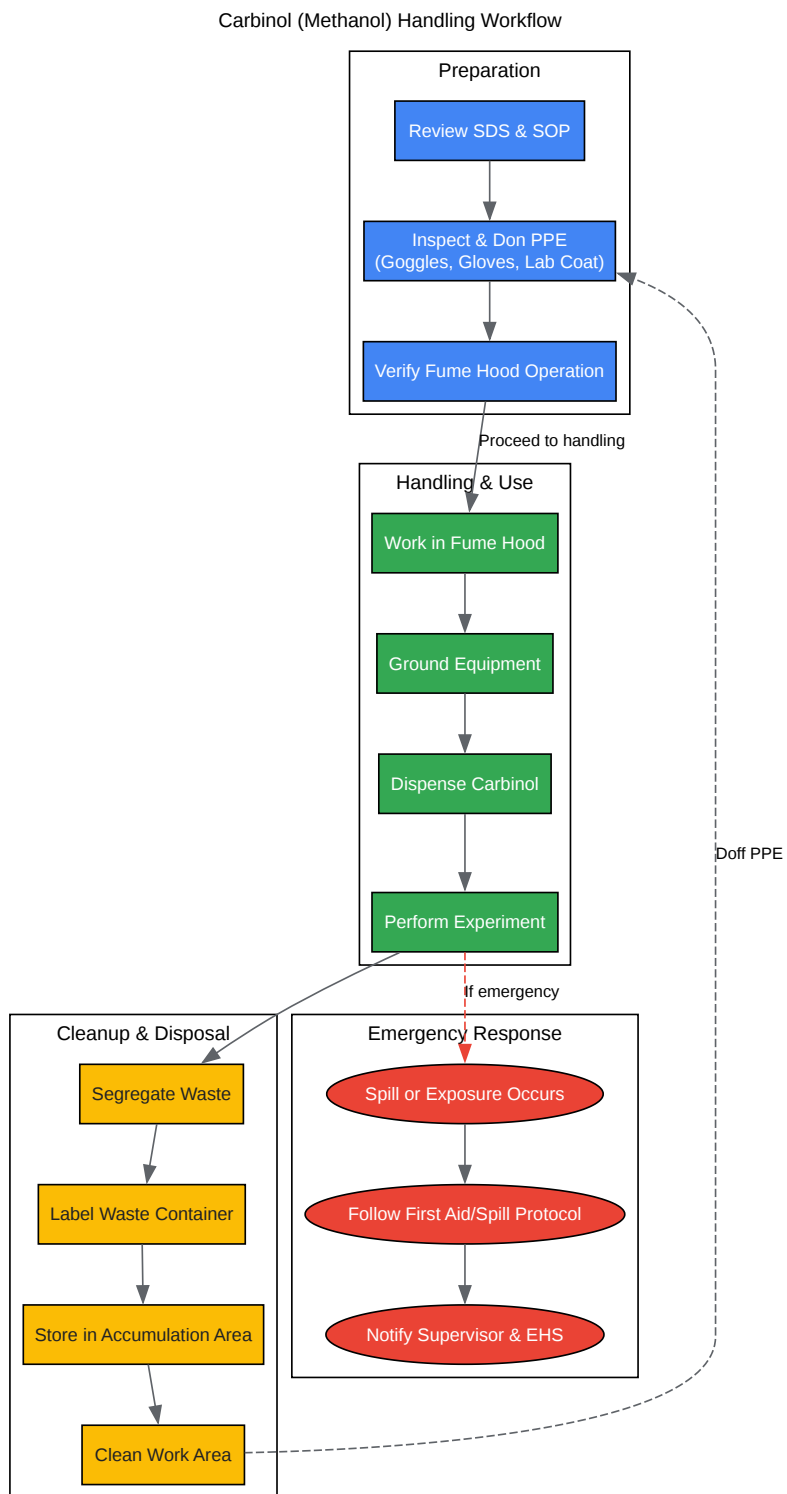 Carbinol (Methanol) Handling Workflow
Preparation
Review SDS & SOP
Inspect & Don PPE
(Goggles, Gloves, Lab Coat)
Verify Fume Hood Operation
Proceed to handling
Handling & Use
Work in Fume Hood
Ground Equipment
Dispense Carbinol
Doff PPE
Perform Experiment
If emergency
Cleanup & Disposal
Segregate Waste
Label Waste Container
Store in Accumulation Area
Clean Work Area
Emergency Response
Spill or Exposure Occurs
Follow First Aid/Spill Protocol
Notify Supervisor & EHS